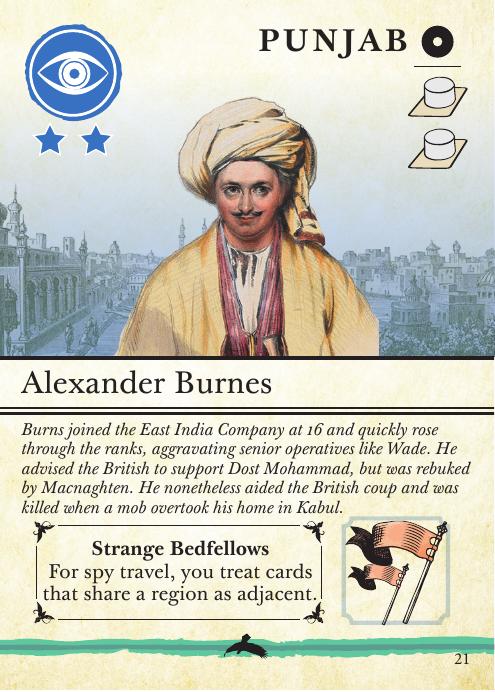 PUNJAB
Alexander Burnes
Burns joined the East India Company at 16 and quickly rose
through the ranks, aggravating senior operatives like Wade. He
advised the British to support Dost Mohammad, but was rebuked
by Macnaghten. He nonetheless aided the British coup and was
killed when a mob overtook his home in Kabul.
Strange Bedfellows
For spy travel, you treat cards
that share a region as adjacent.
21